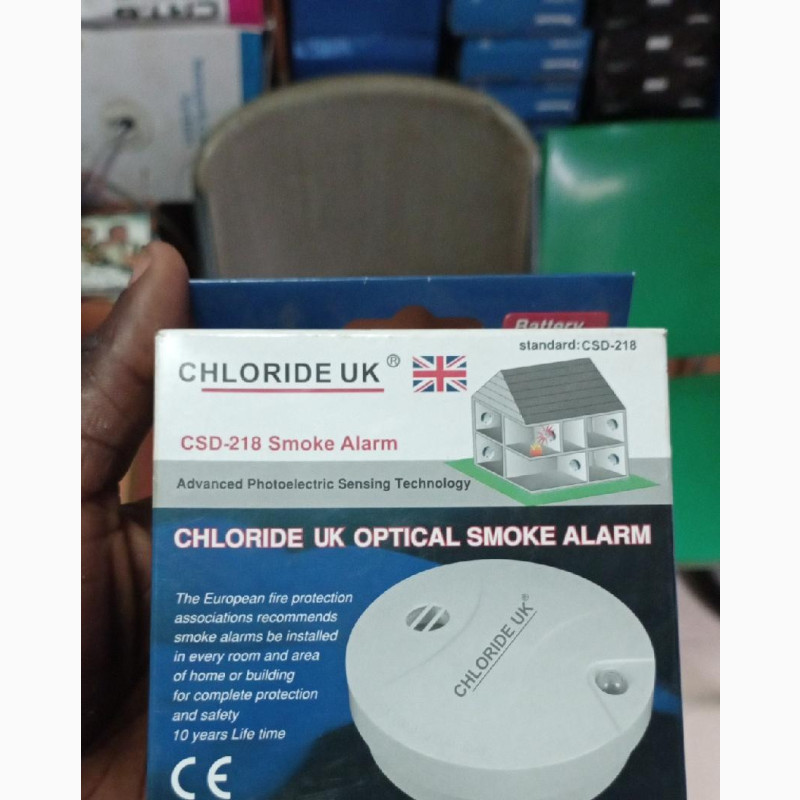 Battery
standard:CSD-218
CHLORIDE UK®
CSD-218 Smoke Alarm
Advanced Photoelectric Sensing Technology
CHLORIDE UK OPTICAL SMOKE ALARM
The European fire protection
associations recommends
smoke alarms be installed
in every room and area
of home or building
for complete protection
and safety
10 years Life time
CHLORIDE UK®
CE